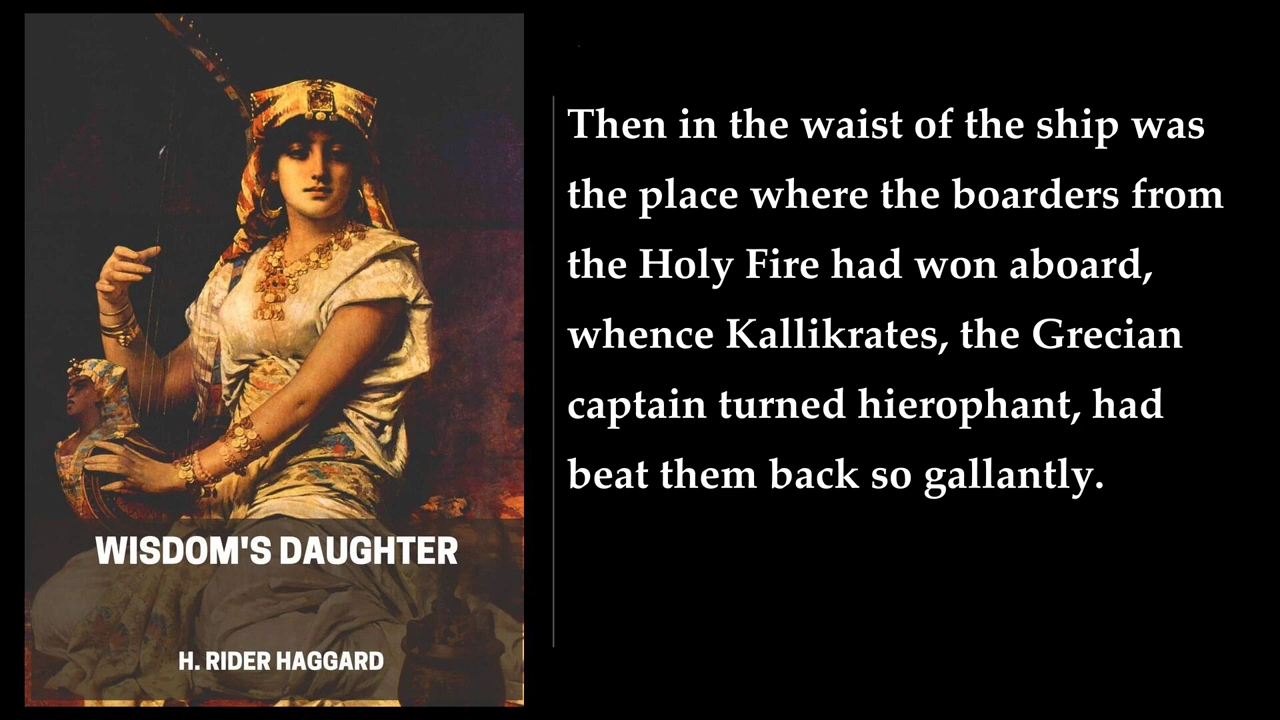 WISDOM'S DAUGHTER
H. RIDER HAGGARD
Then in the waist of the ship was
the place where the boarders from
the Holy Fire had won aboard,
whence Kallikrates, the Grecian
captain turned hierophant, had
beat them back so gallantly.